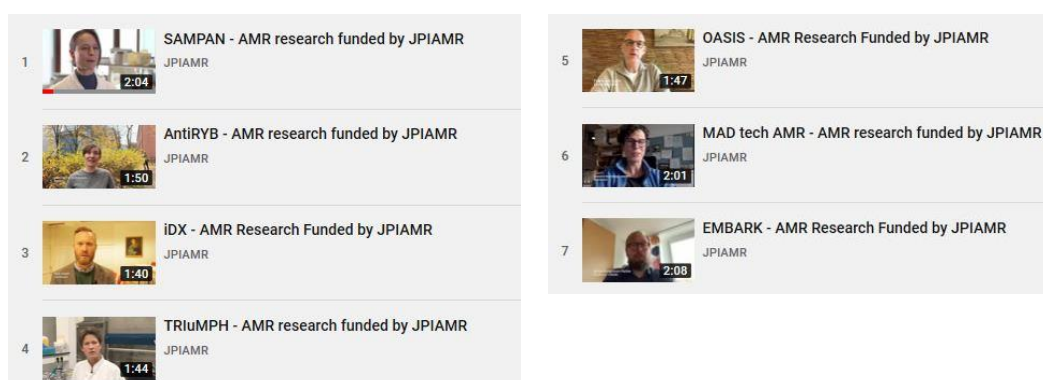 1
SAMPAN - AMR research funded by JPIAMR
JPIAMR
2:04
2
AntiRYB - AMR research funded by JPIAMR
JPIAMR
1:50
3
iDX - AMR Research Funded by JPIAMR
JPIAMR
1:40
4
TRIuMPH - AMR research funded by JPIAMR
JPIAMR
1:44
5
OASIS - AMR Research Funded by JPIAMR
JPIAMR
1:47
6
MAD tech AMR - AMR research funded by JPIAMR
JPIAMR
2:01
7
EMBARK - AMR Research Funded by JPIAMR
JPIAMR
2:08